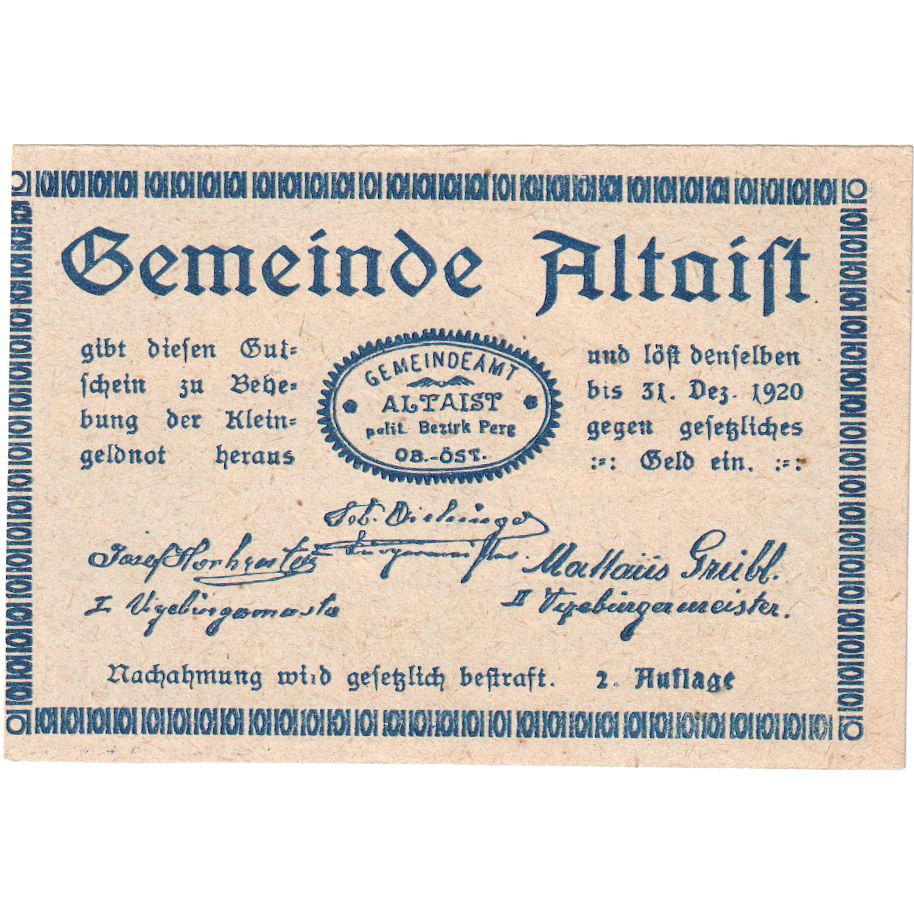 Gemeinde Altaist
gibt diesen Gut=
schein zu Behe=
bung der Klein=
geldnot heraus
GEMEINDEAMT
ALTAIST
polit. Bezirk Perg
OB.-ÖST.
und löst denselben
bis 31. Dez. 1920
gegen gesetzliches
:-: Geld ein. :-:
Bürgermeister.
Josef
Mattäus
I Vizebürgermeister
II Vizebürgermeister.
Nachahmung wird gesetzlich bestraft. 2. Auflage